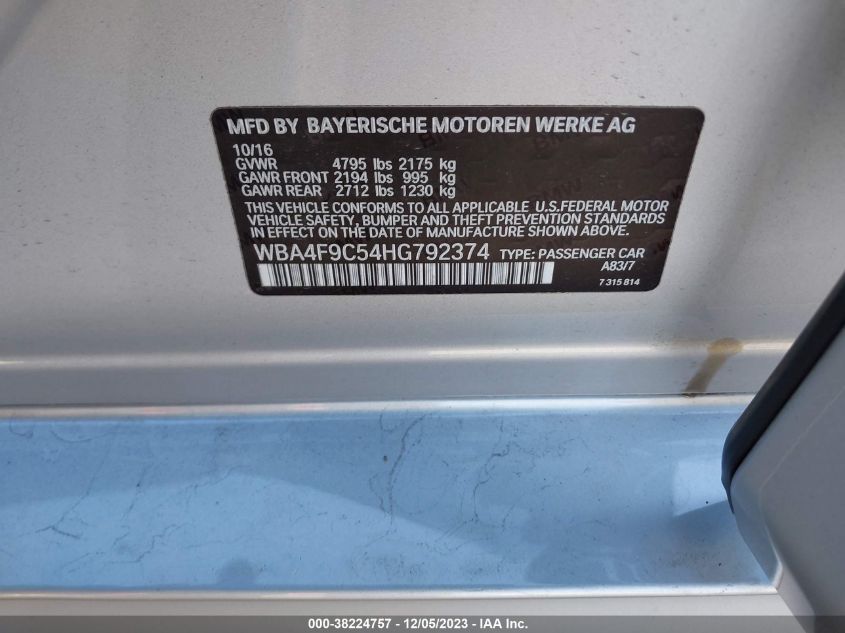 MFD BY BAYERISCHE MOTOREN WERKE AG
10/16
GVWR 4795 lbs 2175 kg
GAWR FRONT 2194 lbs 995 kg
GAWR REAR 2712 lbs 1230 kg
THIS VEHICLE CONFORMS TO ALL APPLICABLE U.S.FEDERAL MOTOR
VEHICLE SAFETY, BUMPER AND THEFT PREVENTION STANDARDS
IN EFFECT ON THE DATE OF MANUFACTURE SHOWN ABOVE.
WBA4F9C54HG792374 TYPE: PASSENGER CAR
A83/7
7 315 814
000-38224757 - 12/05/2023 - IAA Inc.